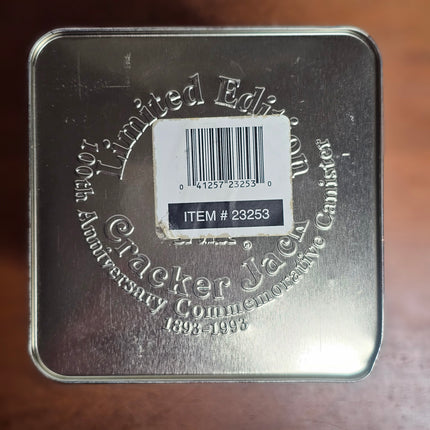 Limited Edition
0 41257 23253 0
ITEM # 23253
Cracker Jack
®
100th Anniversary Commemorative Canister
1893-1993